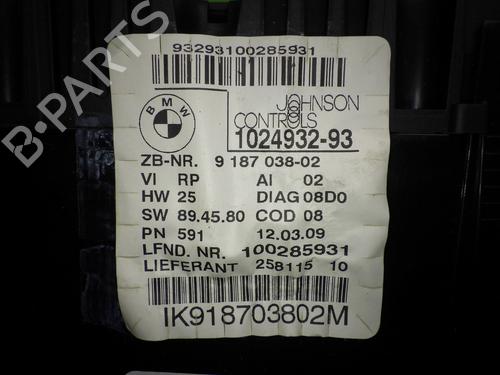 93293100285931
BMW
JOHNSON
CONTROLS
1024932-93
ZB-NR. 9 187 038-02
VI RP AI 02
HW 25 DIAG 08D0
SW 89.45.80 COD 08
PN 591 12.03.09
LFND. NR. 100285931
LIEFERANT 258115 10
IK918703802M
B-PARTS